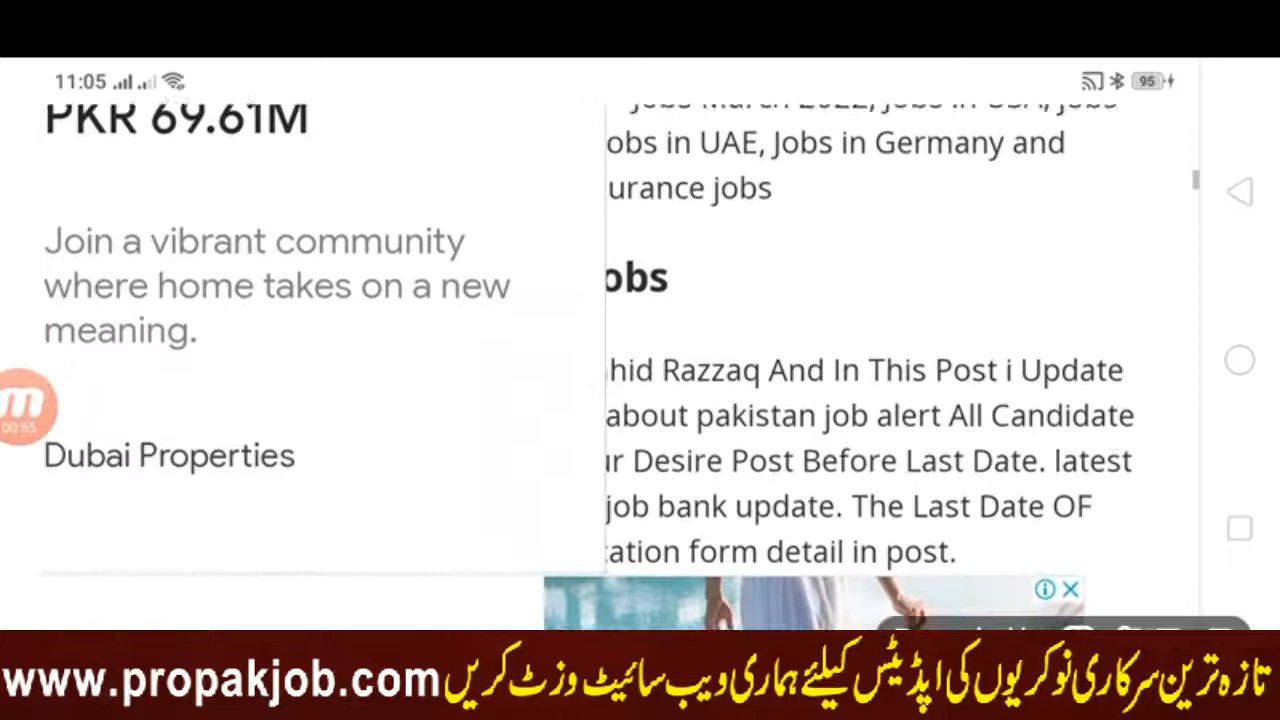 11:05
95
PKR 69.61M
Join a vibrant community
where home takes on a new
meaning.
00:55
Dubai Properties
obs in UAE, Jobs in Germany and
urance jobs
obs
hid Razzaq And In This Post i Update
about pakistan job alert All Candidate
r Desire Post Before Last Date. latest
job bank update. The Last Date OF
ation form detail in post.
www.propakjob.com تازہ ترین سرکاری نوکریوں کی اپڈیٹس کیلئے ہماری ویب سائیٹ وزٹ کریں